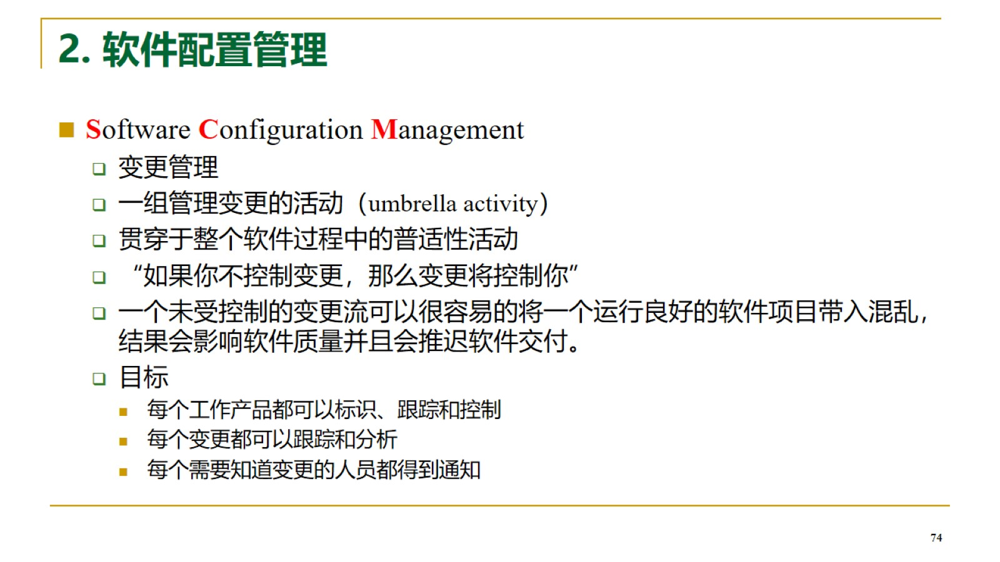 2. 软件配置管理
Software Configuration Management
变更管理
一组管理变更的活动（umbrella activity）
贯穿于整个软件过程中的普适性活动
“如果你不控制变更，那么变更将控制你”
一个未受控制的变更流可以很容易的将一个运行良好的软件项目带入混乱，
结果会影响软件质量并且会推迟软件交付。
目标
每个工作产品都可以标识、跟踪和控制
每个变更都可以跟踪和分析
每个需要知道变更的人员都得到通知
74